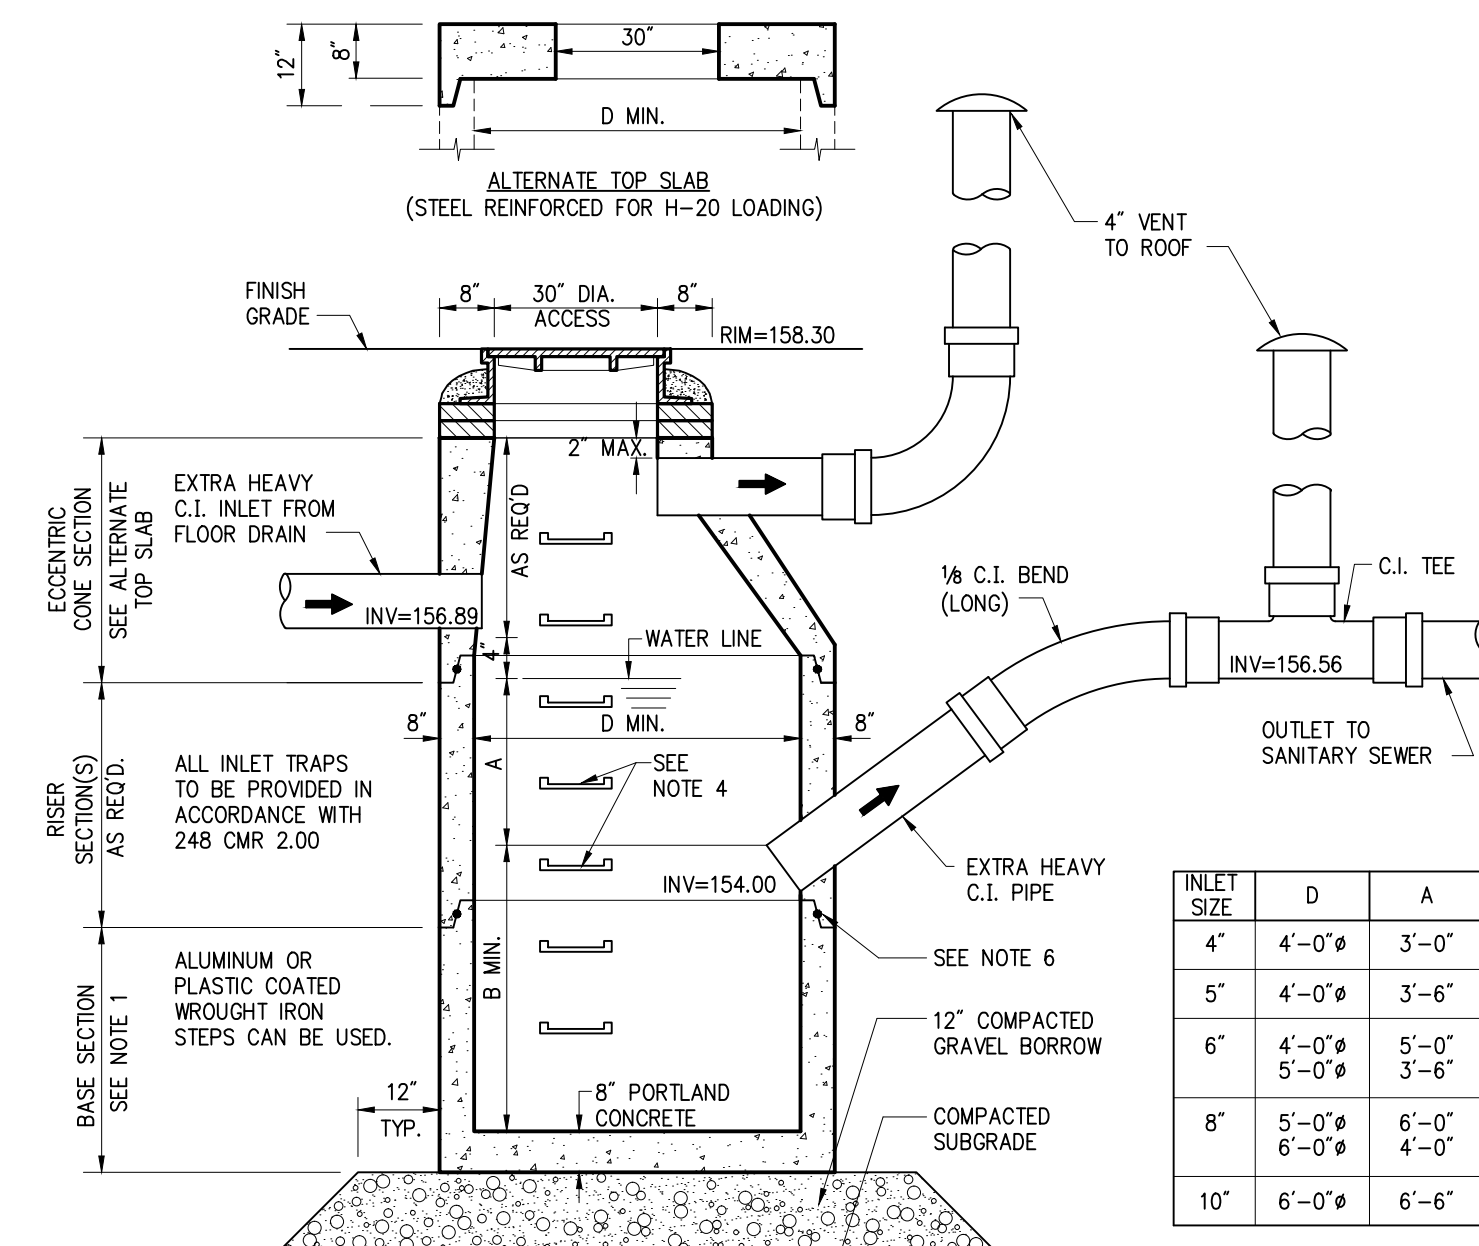 12"
8"
30"
D MIN.
ALTERNATE TOP SLAB
(STEEL REINFORCED FOR H-20 LOADING)
4" VENT
TO ROOF
FINISH
GRADE
8"
30" DIA.
ACCESS
8"
RIM=158.30
2" MAX.
ECCENTRIC
CONE SECTION
SEE ALTERNATE
TOP SLAB
EXTRA HEAVY
C.I. INLET FROM
FLOOR DRAIN
AS REQ'D
INV=156.89
4"
WATER LINE
⅛ C.I. BEND
(LONG)
C.I. TEE
INV=156.56
OUTLET TO
SANITARY SEWER
8"
D MIN.
8"
RISER
SECTION(S)
AS REQ'D.
ALL INLET TRAPS
TO BE PROVIDED IN
ACCORDANCE WITH
248 CMR 2.00
A
SEE
NOTE 4
INV=154.00
EXTRA HEAVY
C.I. PIPE
SEE NOTE 6
BASE SECTION
SEE NOTE 1
ALUMINUM OR
PLASTIC COATED
WROUGHT IRON
STEPS CAN BE USED.
B MIN.
12" COMPACTED
GRAVEL BORROW
12"
TYP.
8" PORTLAND
CONCRETE
COMPACTED
SUBGRADE
INLET
SIZE D A
4" 4'-0"ø 3'-0"
5" 4'-0"ø 3'-6"
6" 4'-0"ø 5'-0"
5'-0"ø 3'-6"
8" 5'-0"ø 6'-0"
6'-0"ø 4'-0"
10" 6'-0"ø 6'-6"